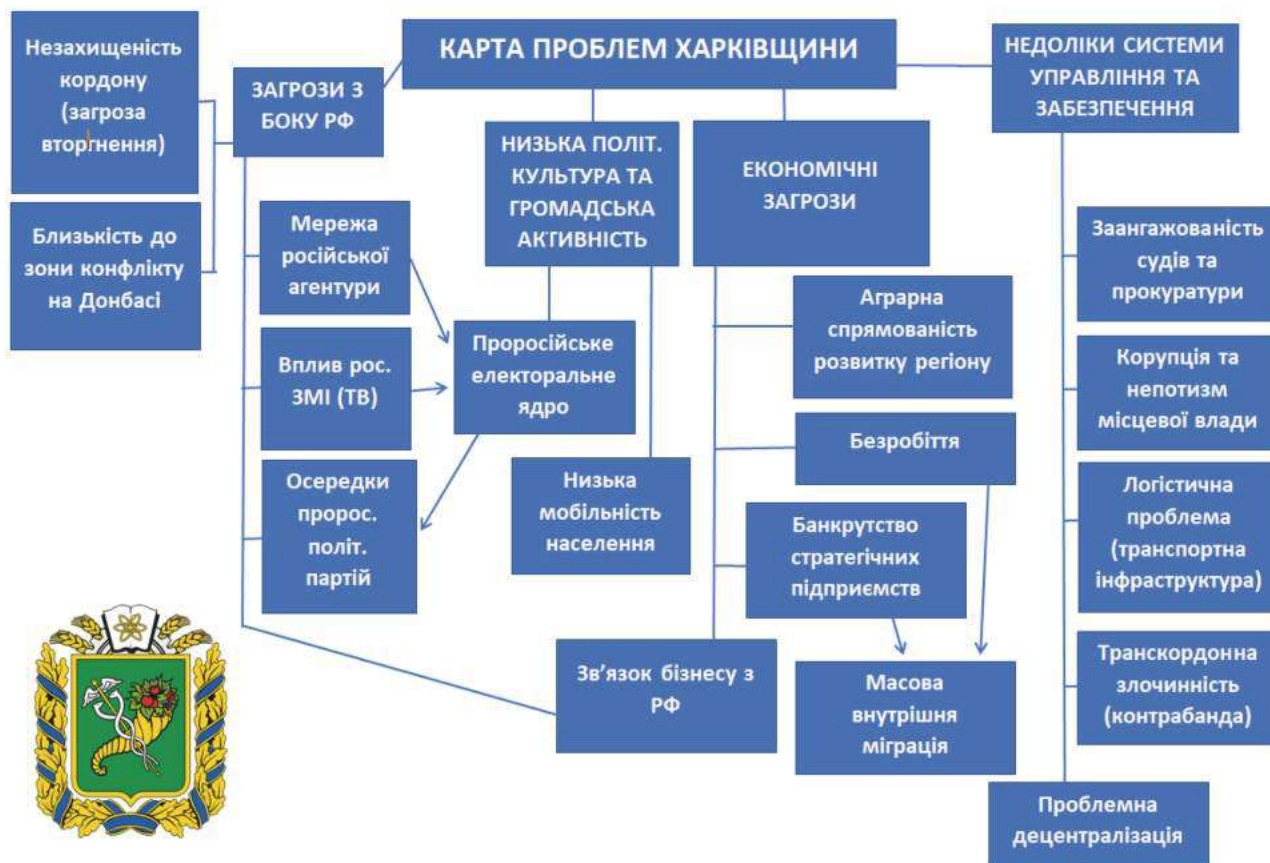 КАРТА ПРОБЛЕМ ХАРКІВЩИНИ
Незахищеність
кордону
(загроза
вторгнення)
Близькість до
зони конфлікту
на Донбасі
ЗАГРОЗИ З
БОКУ РФ
Мережа
російської
агентури
Вплив рос.
ЗМІ (ТВ)
Осередки
пророс.
політ.
партій
НИЗЬКА ПОЛІТ.
КУЛЬТУРА ТА
ГРОМАДСЬКА
АКТИВНІСТЬ
Проросійське
електоральне
ядро
Низька
мобільність
населення
ЕКОНОМІЧНІ
ЗАГРОЗИ
Аграрна
спрямованість
розвитку регіону
Безробіття
Банкрутство
стратегічних
підприємств
Зв’язок бізнесу з
РФ
Масова
внутрішня
міграція
НЕДОЛІКИ СИСТЕМИ
УПРАВЛІННЯ ТА
ЗАБЕЗПЕЧЕННЯ
Заангажованість
судів та
прокуратури
Корупція та
непотизм
місцевої влади
Логістична
проблема
(транспортна
інфраструктура)
Транскордонна
злочинність
(контрабанда)
Проблемна
децентралізація